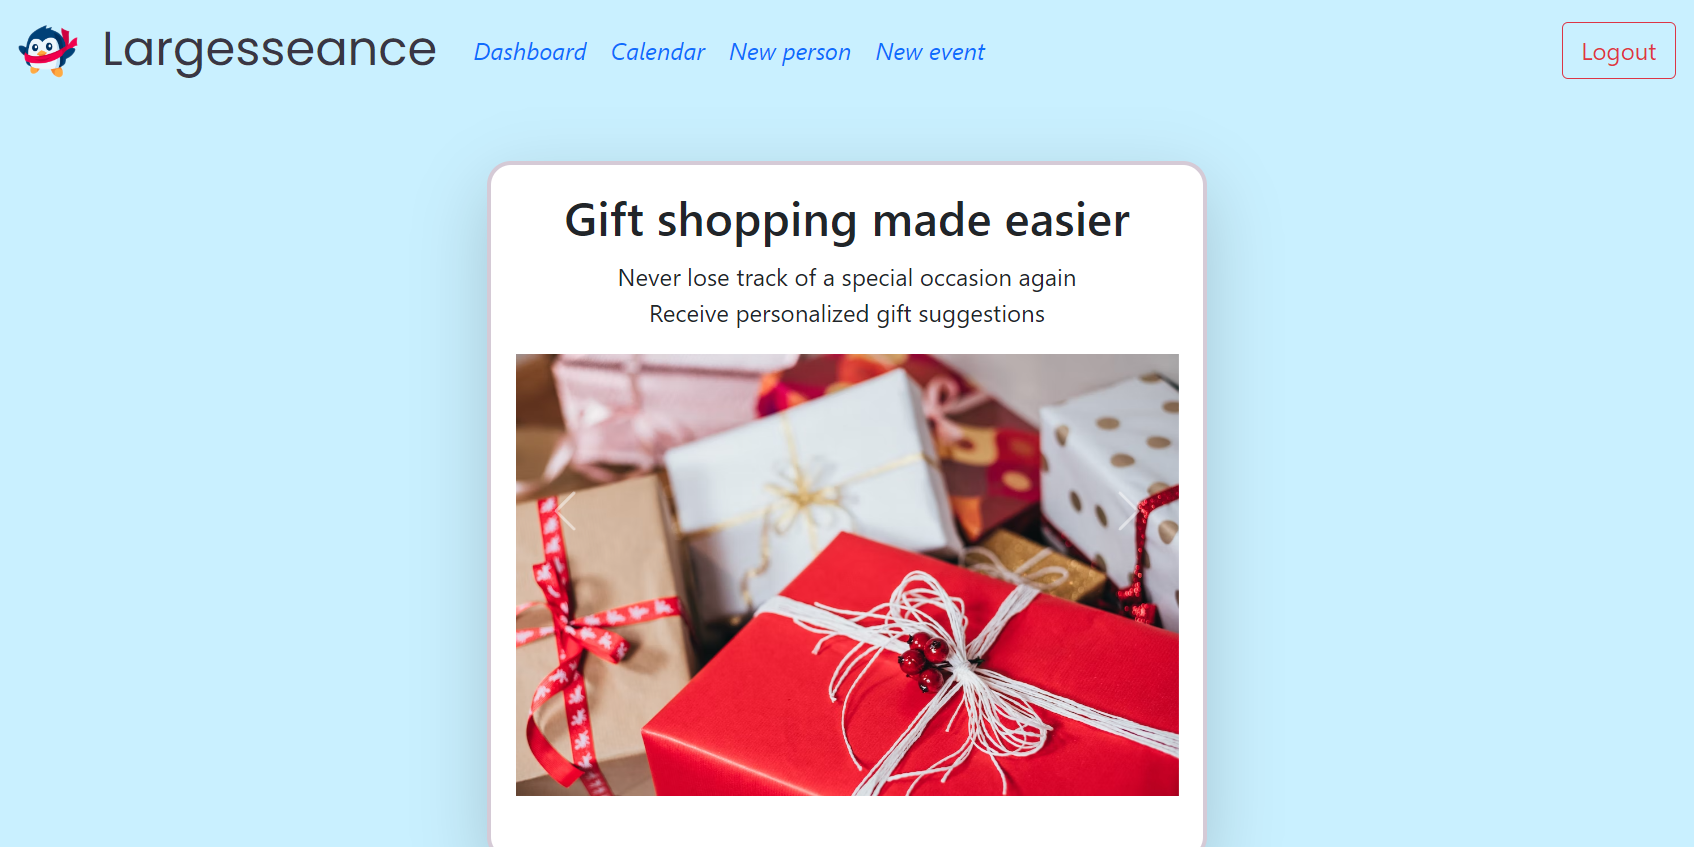 Largesseance
Dashboard Calendar New person New event
Logout
Gift shopping made easier
Never lose track of a special occasion again
Receive personalized gift suggestions